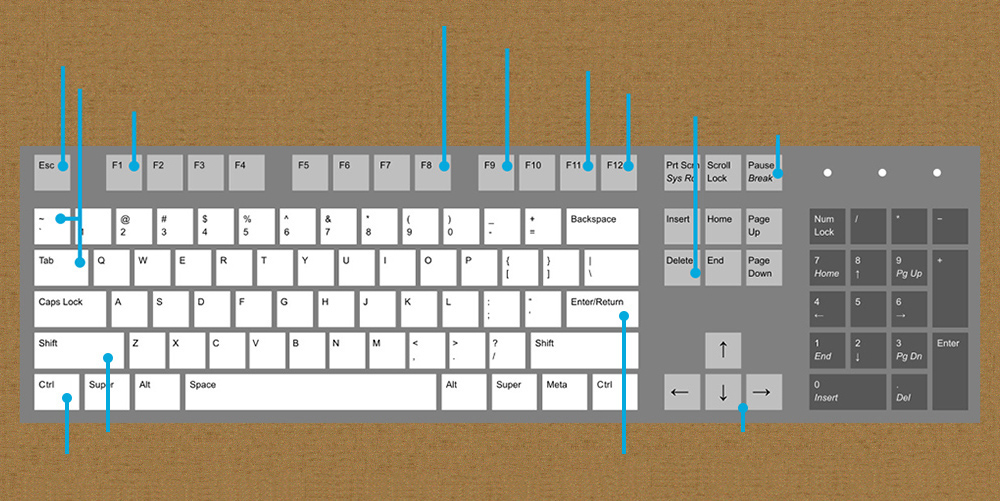 Esc F1 F2 F3 F4 F5 F6 F7 F8 F9 F10 F11 F12 Prt Scrn Scroll Pause
Sys Rq Lock Break
~ ! @ # $ % ^ & * ( ) _ + Backspace Insert Home Page Num / * −
` 1 2 3 4 5 6 7 8 9 0 - = Up Lock
Tab Q W E R T Y U I O P { } | Delete End Page 7 8 9 +
[ ] \ Down Home ↑ Pg Up
Caps Lock A S D F G H J K L : " Enter/Return 4 5 6
; ' ← →
Shift Z X C V B N M < > ? Shift ↑ 1 2 3 Enter
, . / End ↓ Pg Dn
Ctrl Super Alt Space Alt Super Meta Ctrl ← ↓ → 0 .
Insert Del